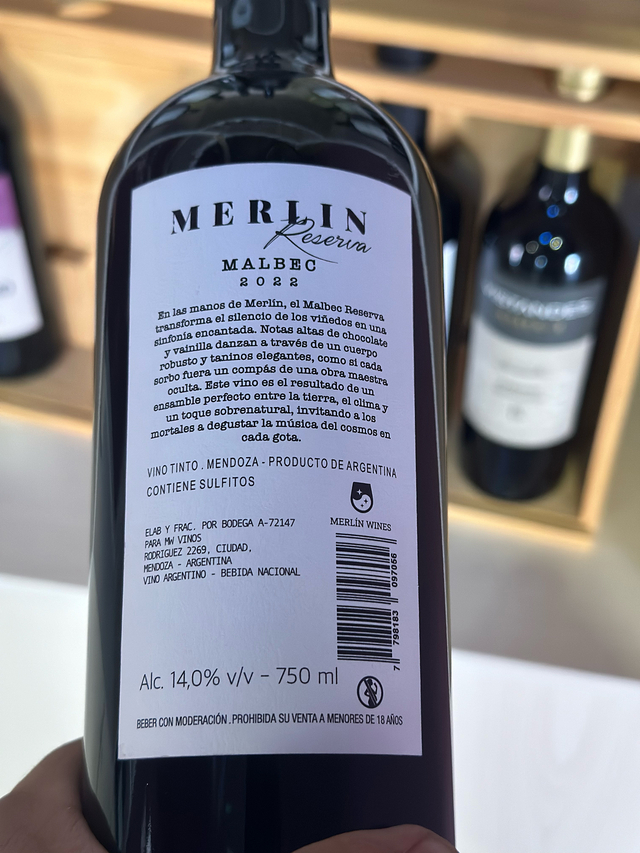 MERLIN
Reserva
MALBEC
2022
En las manos de Merlín, el Malbec Reserva
transforma el silencio de los viñedos en una
sinfonía encantada. Notas altas de chocolate
y vainilla danzan a través de un cuerpo
robusto y taninos elegantes, como si cada
sorbo fuera un compás de una obra maestra
oculta. Este vino es el resultado de un
ensamble perfecto entre la tierra, el clima y
un toque sobrenatural, invitando a los
mortales a degustar la música del cosmos en
cada gota.
VINO TINTO . MENDOZA - PRODUCTO DE ARGENTINA
CONTIENE SULFITOS
MERLÍN WINES
ELAB Y FRAC. POR BODEGA A-72147
PARA MW VINOS
RODRIGUEZ 2269, CIUDAD,
MENDOZA - ARGENTINA
VINO ARGENTINO - BEBIDA NACIONAL
7 798183 097066
Alc. 14,0% v/v - 750 ml
BEBER CON MODERACIÓN . PROHIBIDA SU VENTA A MENORES DE 18 AÑOS